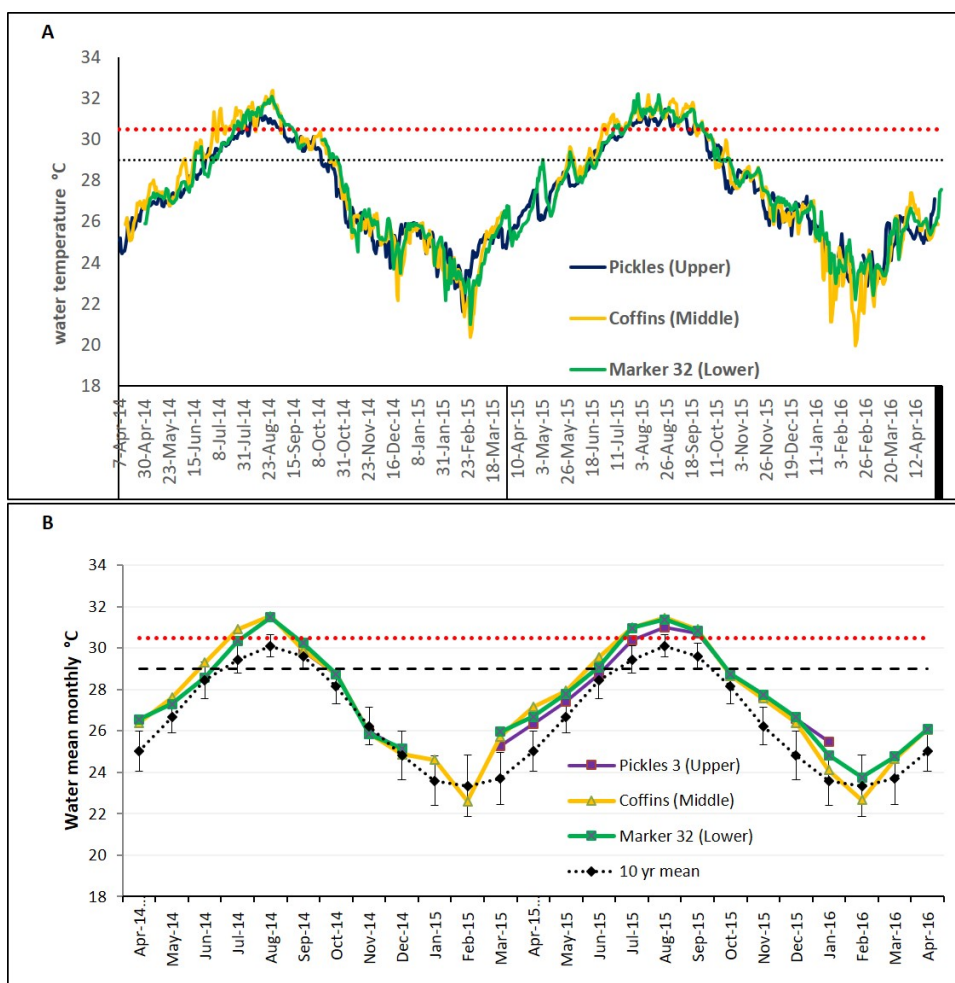 A
water temperature °C
34
32
30
28
26
24
22
20
18
Pickles (Upper)
Coffins (Middle)
Marker 32 (Lower)
7-Apr-14
30-Apr-14
23-May-14
15-Jun-14
8-Jul-14
31-Jul-14
23-Aug-14
15-Sep-14
8-Oct-14
31-Oct-14
23-Nov-14
16-Dec-14
8-Jan-15
31-Jan-15
23-Feb-15
18-Mar-15
10-Apr-15
3-May-15
26-May-15
18-Jun-15
11-Jul-15
3-Aug-15
26-Aug-15
18-Sep-15
11-Oct-15
3-Nov-15
26-Nov-15
19-Dec-15
11-Jan-16
3-Feb-16
26-Feb-16
20-Mar-16
12-Apr-16
B
Water mean monthly °C
34
32
30
28
26
24
22
20
18
Pickles 3 (Upper)
Coffins (Middle)
Marker 32 (Lower)
10 yr mean
Apr-14
May-14
Jun-14
Jul-14
Aug-14
Sep-14
Oct-14
Nov-14
Dec-14
Jan-15
Feb-15
Mar-15
Apr-15
May-15
Jun-15
Jul-15
Aug-15
Sep-15
Oct-15
Nov-15
Dec-15
Jan-16
Feb-16
Mar-16
Apr-16